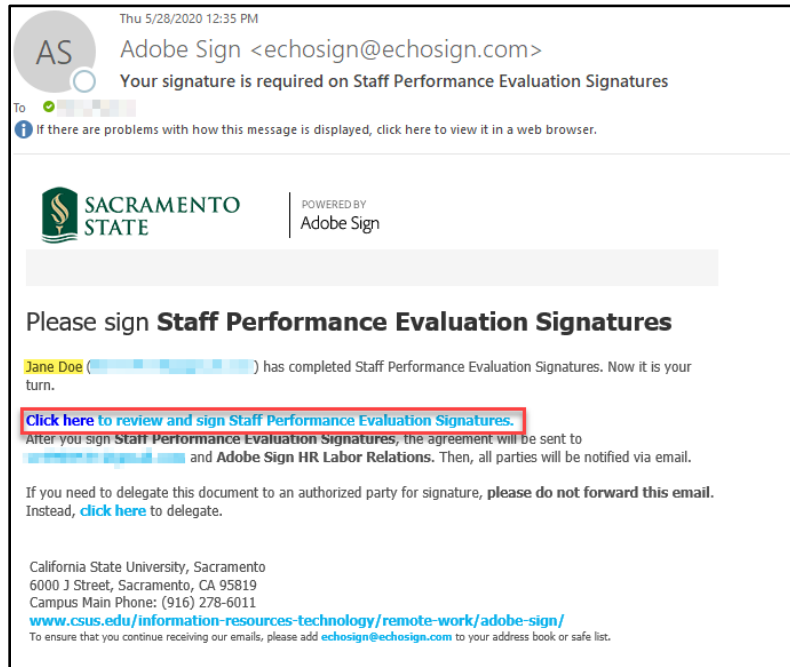 Thu 5/28/2020 12:35 PM
AS
Adobe Sign <echosign@echosign.com>
Your signature is required on Staff Performance Evaluation Signatures
To
If there are problems with how this message is displayed, click here to view it in a web browser.
SACRAMENTO
STATE
POWERED BY
Adobe Sign
Please sign Staff Performance Evaluation Signatures
Jane Doe ( ) has completed Staff Performance Evaluation Signatures. Now it is your
turn.
Click here to review and sign Staff Performance Evaluation Signatures.
After you sign Staff Performance Evaluation Signatures, the agreement will be sent to
and Adobe Sign HR Labor Relations. Then, all parties will be notified via email.
If you need to delegate this document to an authorized party for signature, please do not forward this email.
Instead, click here to delegate.
California State University, Sacramento
6000 J Street, Sacramento, CA 95819
Campus Main Phone: (916) 278-6011
www.csus.edu/information-resources-technology/remote-work/adobe-sign/
To ensure that you continue receiving our emails, please add echosign@echosign.com to your address book or safe list.